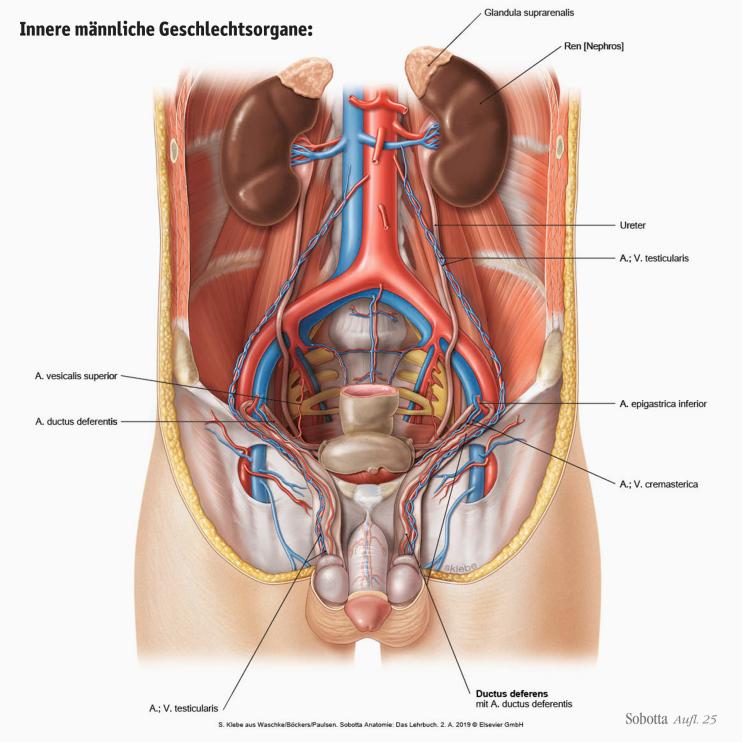 Innere männliche Geschlechtsorgane:
Glandula suprarenalis
Ren [Nephros]
Ureter
A.; V. testicularis
A. vesicalis superior
A. ductus deferentis
A. epigastrica inferior
A.; V. cremasterica
sklebe
Ductus deferens
mit A. ductus deferentis
A.; V. testicularis
S. Klebe aus Waschke/Böckers/Paulsen. Sobotta Anatomie: Das Lehrbuch. 2. A. 2019 © Elsevier GmbH
Sobotta Aufl. 25